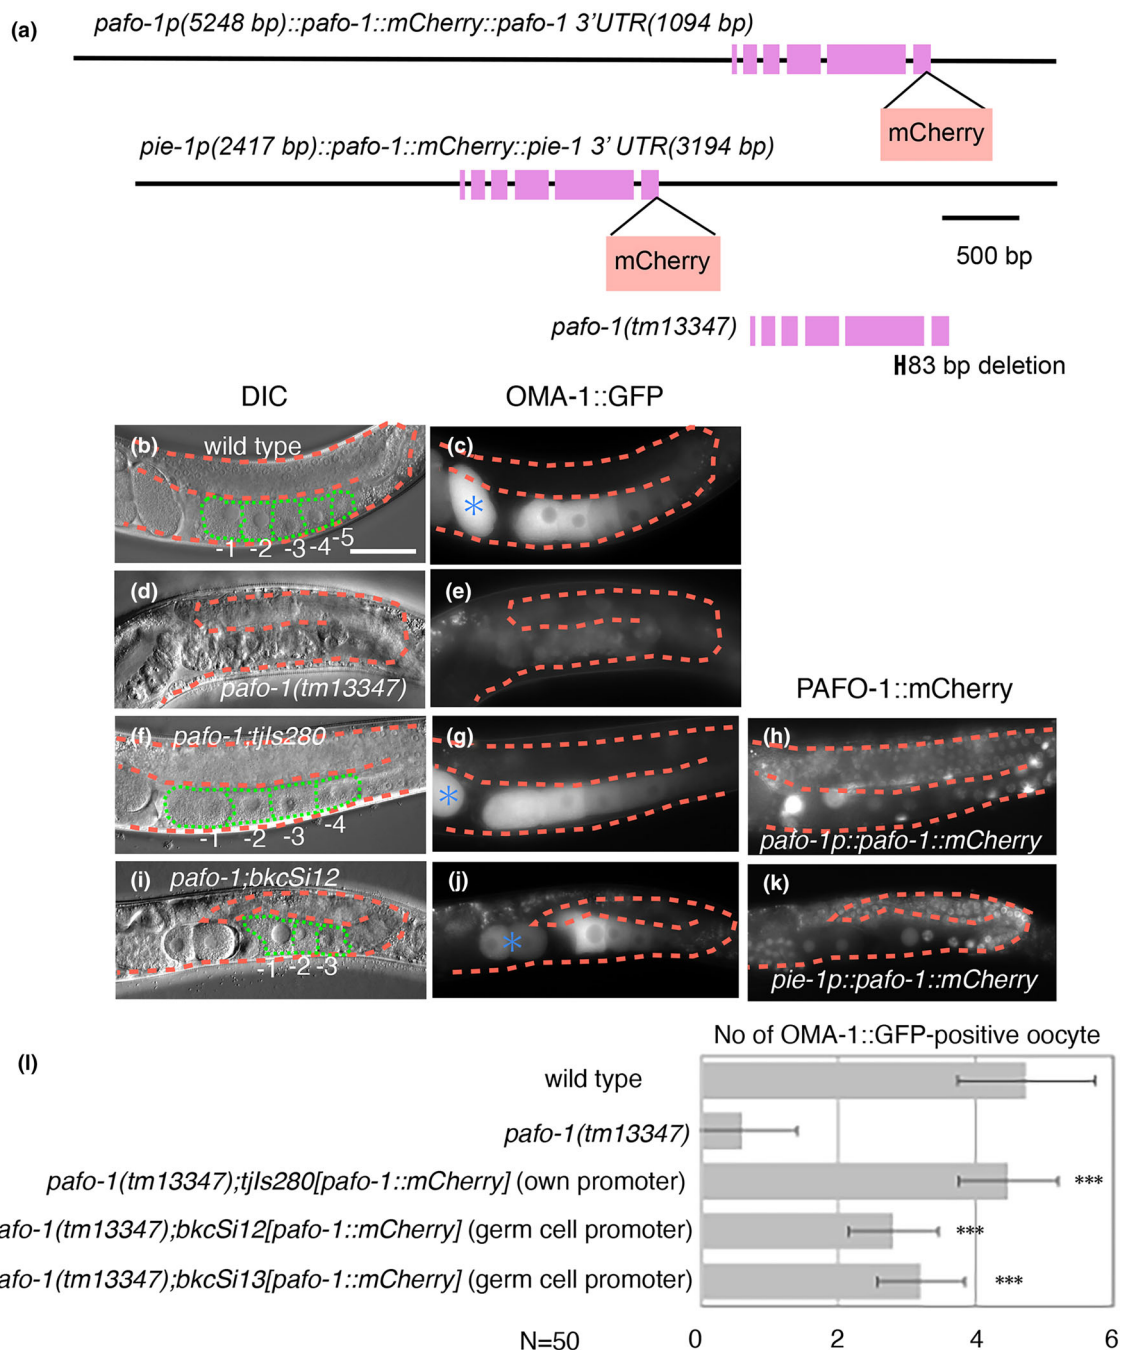 (a)
pafo-1p(5248 bp)::pafo-1::mCherry::pafo-1 3'UTR(1094 bp)
mCherry
pie-1p(2417 bp)::pafo-1::mCherry::pie-1 3' UTR(3194 bp)
mCherry
500 bp
pafo-1(tm13347)
83 bp deletion
DIC
OMA-1::GFP
(b) wild type
-1 -2 -3 -4 -5
(c)
*
(d)
pafo-1(tm13347)
(e)
PAFO-1::mCherry
(f) pafo-1;tjIs280
-1 -2 -3 -4
(g)
*
(h)
pafo-1p::pafo-1::mCherry
(i) pafo-1;bkcSi12
-1 -2 -3
(j)
*
(k)
pie-1p::pafo-1::mCherry
(l)
No of OMA-1::GFP-positive oocyte
wild type
pafo-1(tm13347)
pafo-1(tm13347);tjIs280[pafo-1::mCherry] (own promoter) ***
afo-1(tm13347);bkcSi12[pafo-1::mCherry] (germ cell promoter) ***
afo-1(tm13347);bkcSi13[pafo-1::mCherry] (germ cell promoter) ***
N=50 0 2 4 6